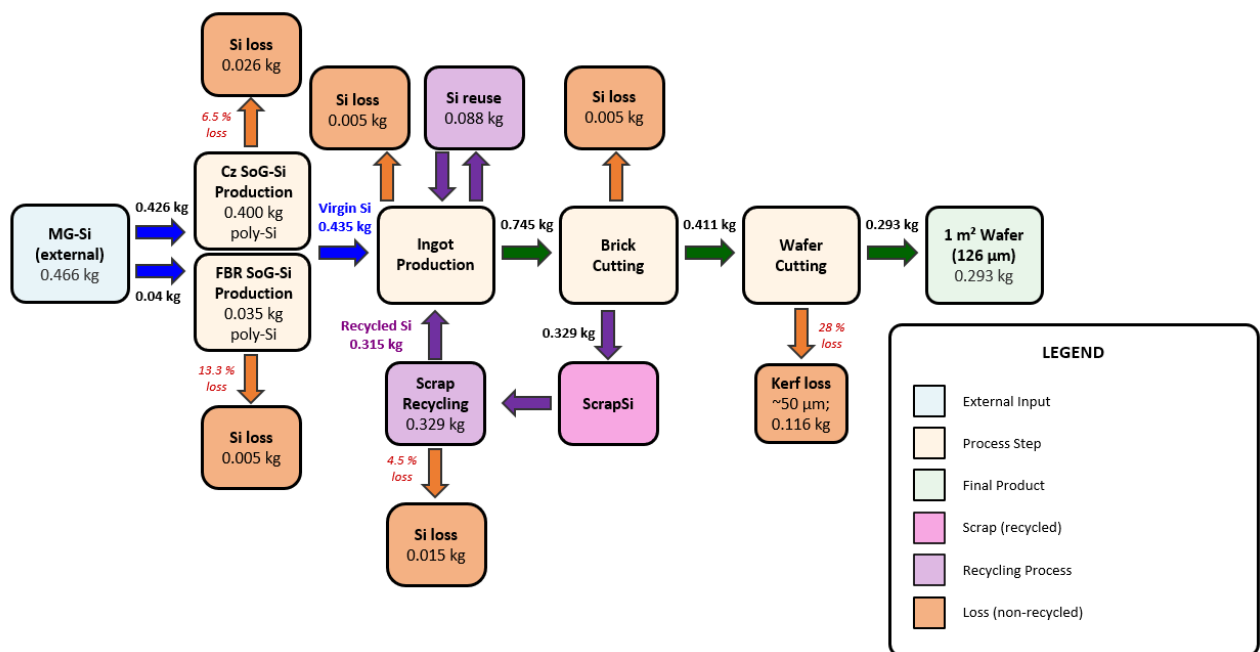 Si loss
0.026 kg
6.5 %
loss
Si loss
0.005 kg
Si reuse
0.088 kg
Si loss
0.005 kg
MG-Si
(external)
0.466 kg
0.426 kg
0.04 kg
Cz SoG-Si
Production
0.400 kg
poly-Si
FBR SoG-Si
Production
0.035 kg
poly-Si
13.3 %
loss
Si loss
0.005 kg
Virgin Si
0.435 kg
Ingot
Production
0.745 kg
Brick
Cutting
0.411 kg
Wafer
Cutting
0.293 kg
1 m² Wafer
(126 µm)
0.293 kg
Recycled Si
0.315 kg
Scrap
Recycling
0.329 kg
0.329 kg
ScrapSi
28 %
loss
Kerf loss
~50 µm;
0.116 kg
4.5 %
loss
Si loss
0.015 kg
LEGEND
External Input
Process Step
Final Product
Scrap (recycled)
Recycling Process
Loss (non-recycled)